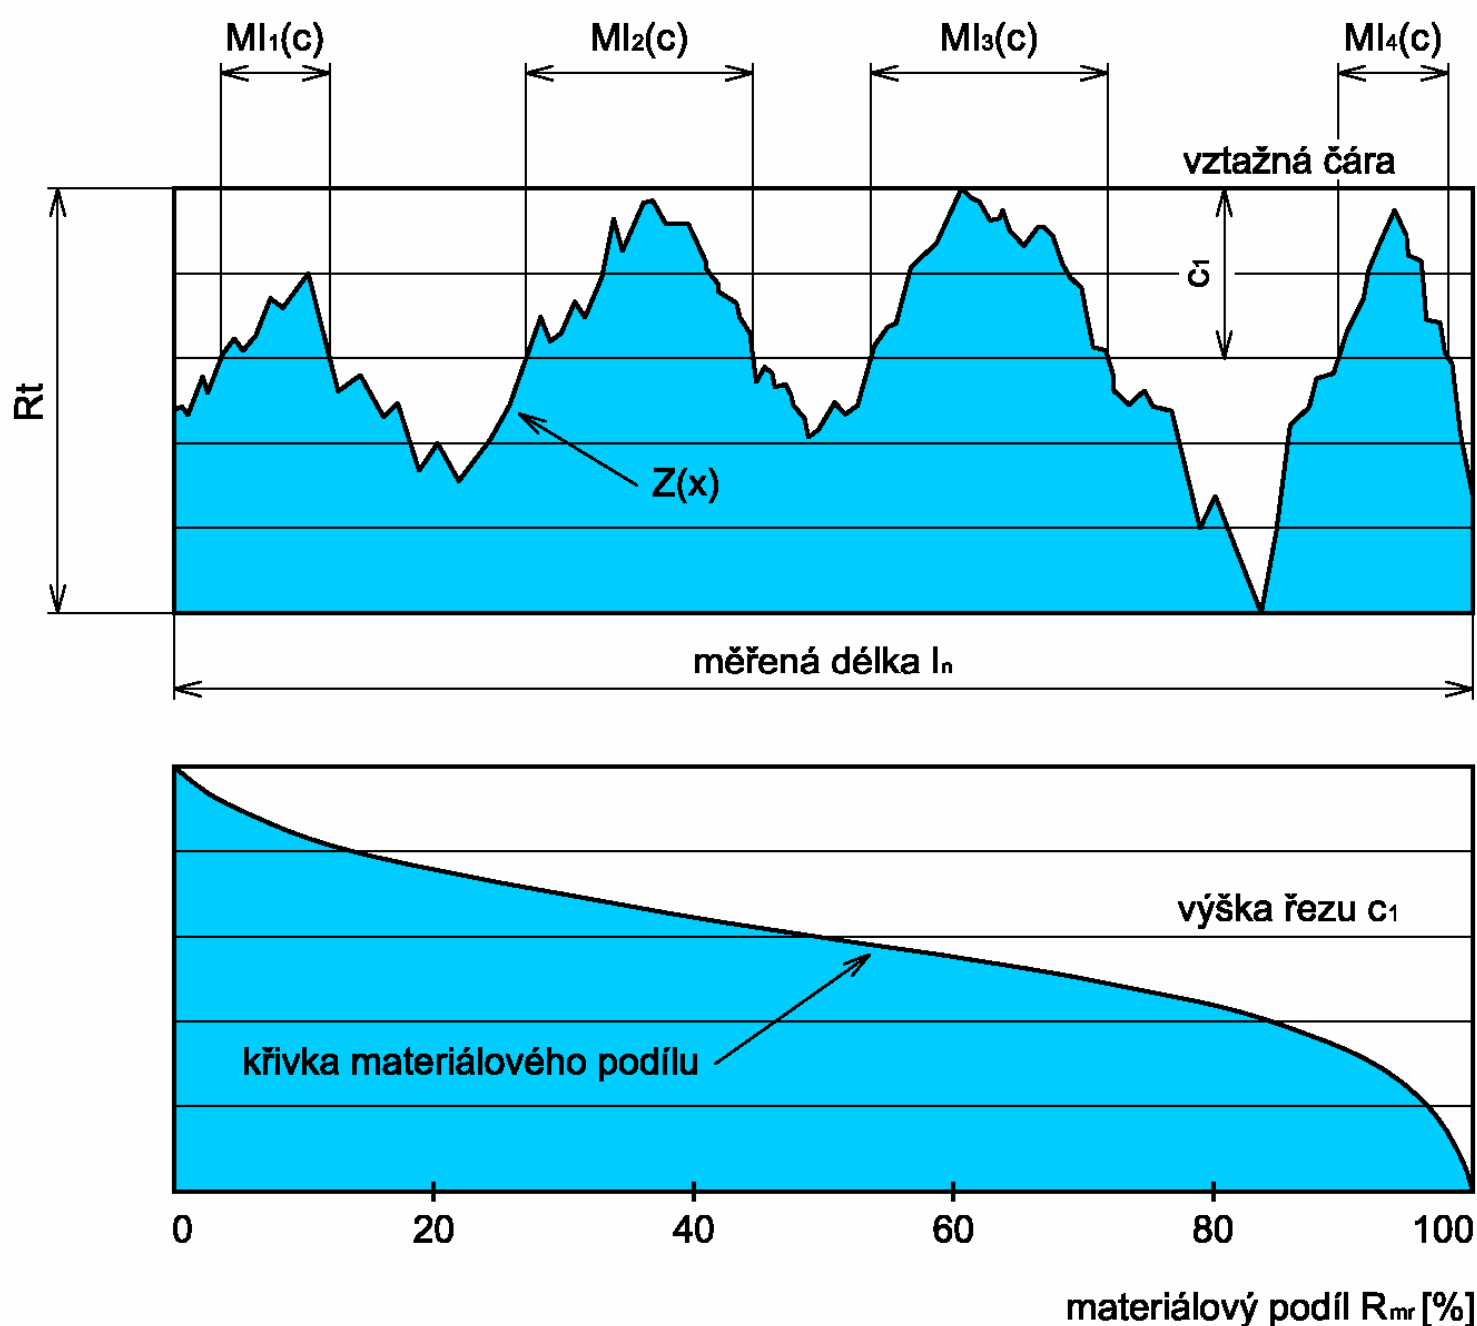 Ml₁(c) Ml₂(c) Ml₃(c) Ml₄(c)
vztažná čára
c₁
Rt
Z(x)
měřená délka lₙ
výška řezu c₁
křivka materiálového podílu
0 20 40 60 80 100
materiálový podíl Rmr [%]